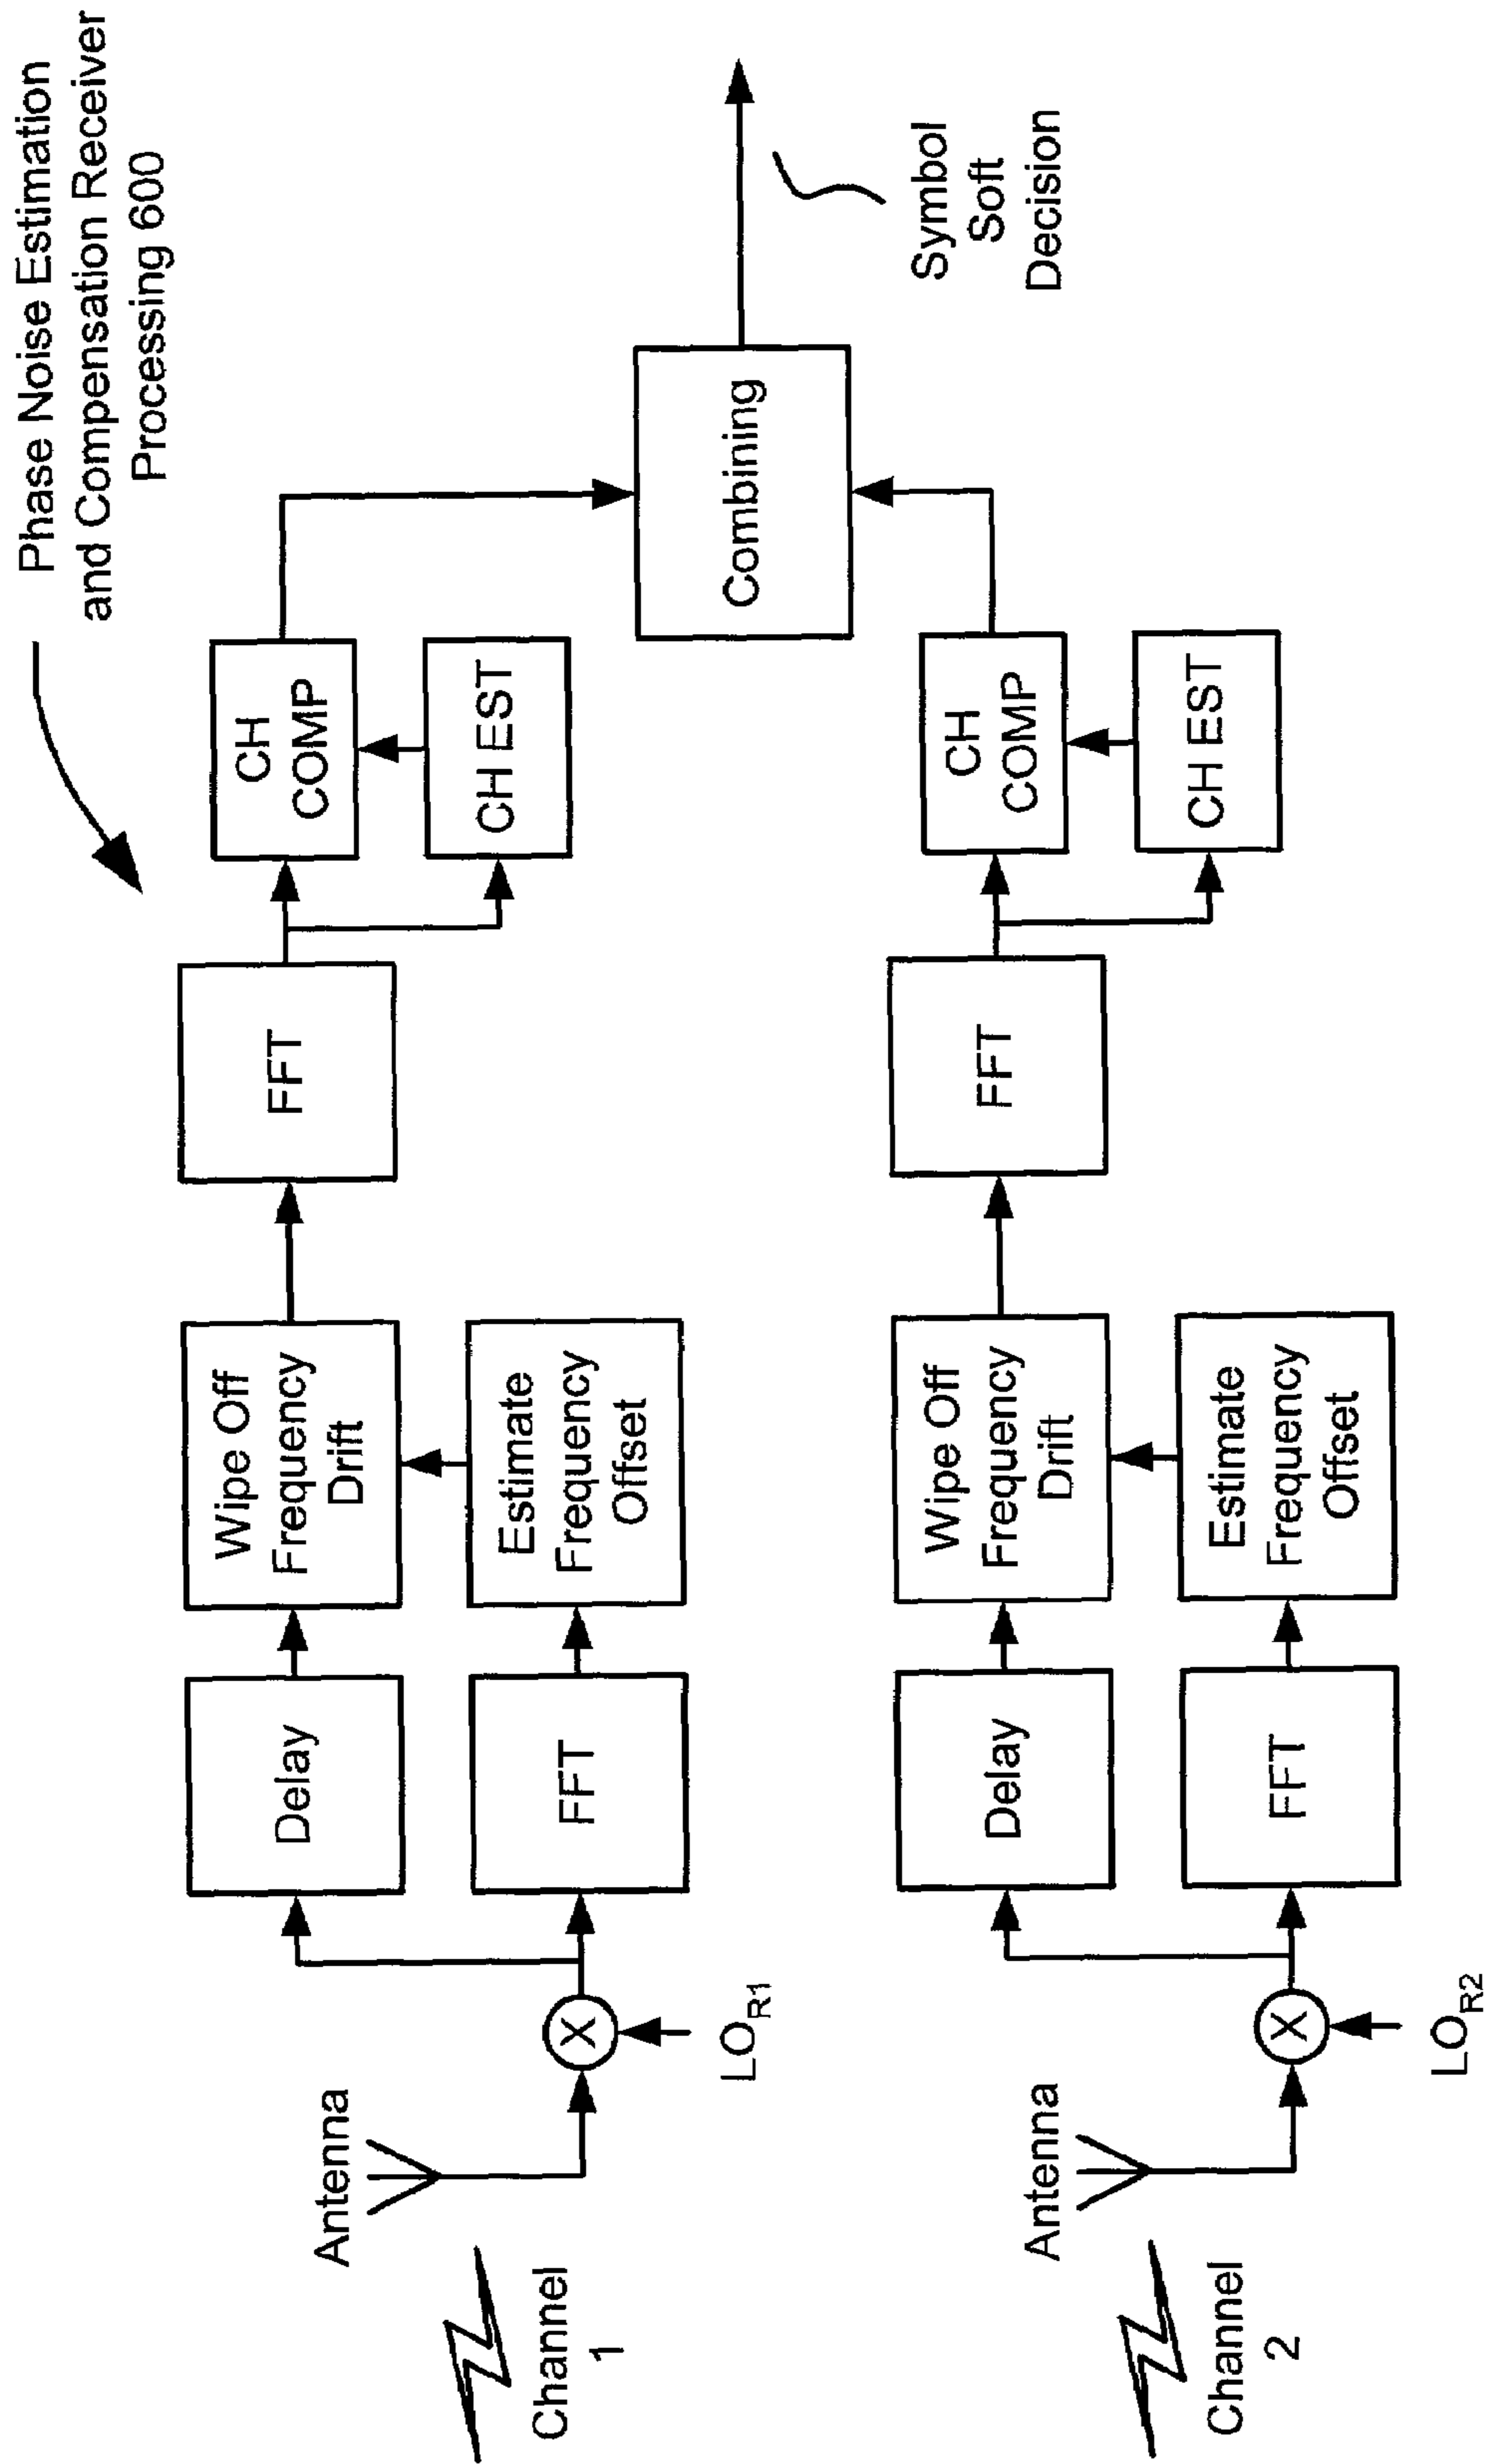 Phase Noise Estimation
and Compensation Receiver
Processing 600
Channel
1
Antenna
LOR1
X
Delay
FFT
Wipe Off
Frequency
Drift
Estimate
Frequency
Offset
FFT
CH
COMP
CH EST
Combining
Symbol
Soft
Decision
Channel
2
Antenna
LOR2
X
Delay
FFT
Wipe Off
Frequency
Drift
Estimate
Frequency
Offset
FFT
CH
COMP
CH EST